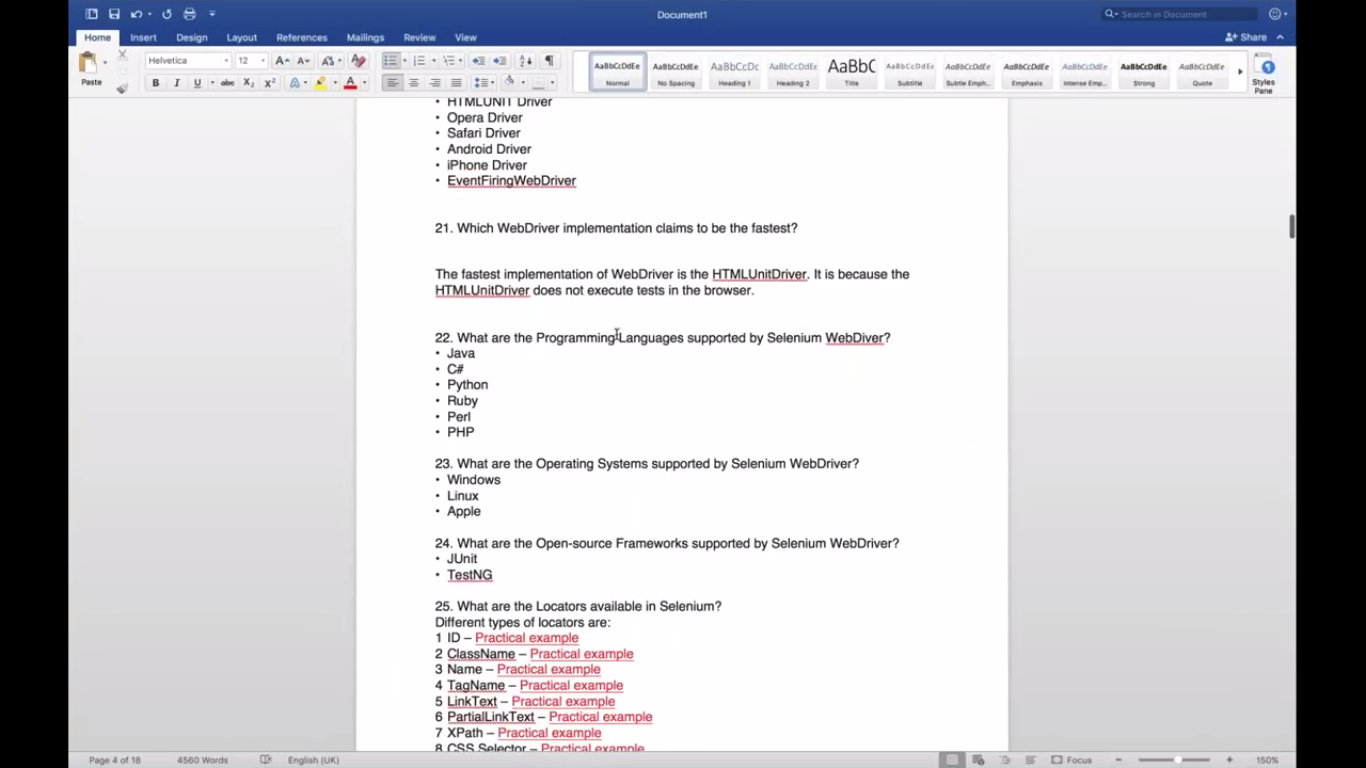 Document1
Search in Document
Home Insert Design Layout References Mailings Review View
Share
Paste
Helvetica 12
AaBbCcDdEe AaBbCcDdEe AaBbCcDc AaBbCcDdEe AaBbC AaBbCcDdEe AaBbCcDdEe AaBbCcDdEe AaBbCcDdEe AaBbCcDdEe AaBbCcDdEe
Normal No Spacing Heading 1 Heading 2 Title Subtitle Subtle Emph... Emphasis Intense Emp... Strong Quote
Styles
Pane
• HTMLUNIT Driver
• Opera Driver
• Safari Driver
• Android Driver
• iPhone Driver
• EventFiringWebDriver
21. Which WebDriver implementation claims to be the fastest?
The fastest implementation of WebDriver is the HTMLUnitDriver. It is because the
HTMLUnitDriver does not execute tests in the browser.
22. What are the Programming Languages supported by Selenium WebDiver?
• Java
• C#
• Python
• Ruby
• Perl
• PHP
23. What are the Operating Systems supported by Selenium WebDriver?
• Windows
• Linux
• Apple
24. What are the Open-source Frameworks supported by Selenium WebDriver?
• JUnit
• TestNG
25. What are the Locators available in Selenium?
Different types of locators are:
1 ID – Practical example
2 ClassName – Practical example
3 Name – Practical example
4 TagName – Practical example
5 LinkText – Practical example
6 PartialLinkText – Practical example
7 XPath – Practical example
8 CSS Selector – Practical example
Page 4 of 18 4560 Words English (UK) Focus 150%